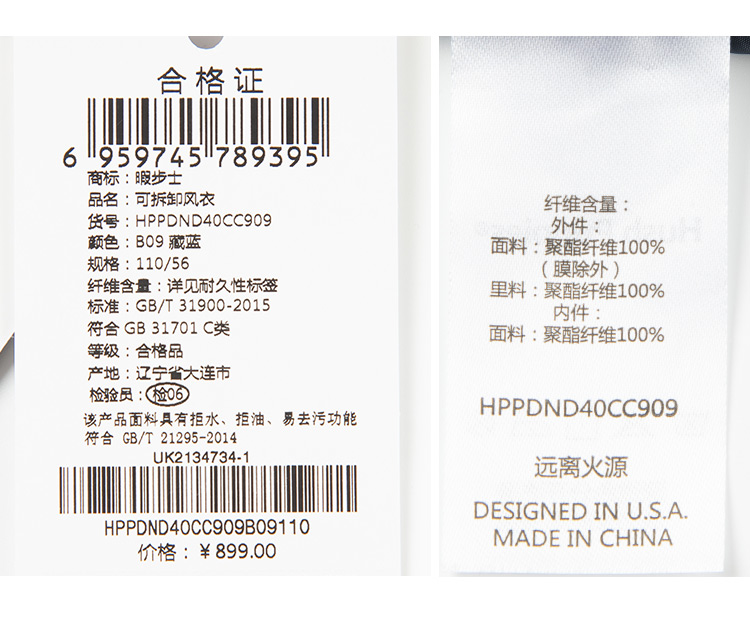 合格证
6 959745 789395
商标：暇步士
品名：可拆卸风衣
货号：HPPDND40CC909
颜色：B09 藏蓝
规格：110/56
纤维含量：详见耐久性标签
标准：GB/T 31900-2015
符合 GB 31701 C类
等级：合格品
产地：辽宁省大连市
检验员：检06
该产品面料具有拒水、拒油、易去污功能
符合 GB/T 21295-2014
UK2134734-1
HPPDND40CC909B09110
价格：￥899.00
纤维含量：
外件：
面料：聚酯纤维100%
（膜除外）
里料：聚酯纤维100%
内件：
面料：聚酯纤维100%
HPPDND40CC909
远离火源
DESIGNED IN U.S.A.
MADE IN CHINA